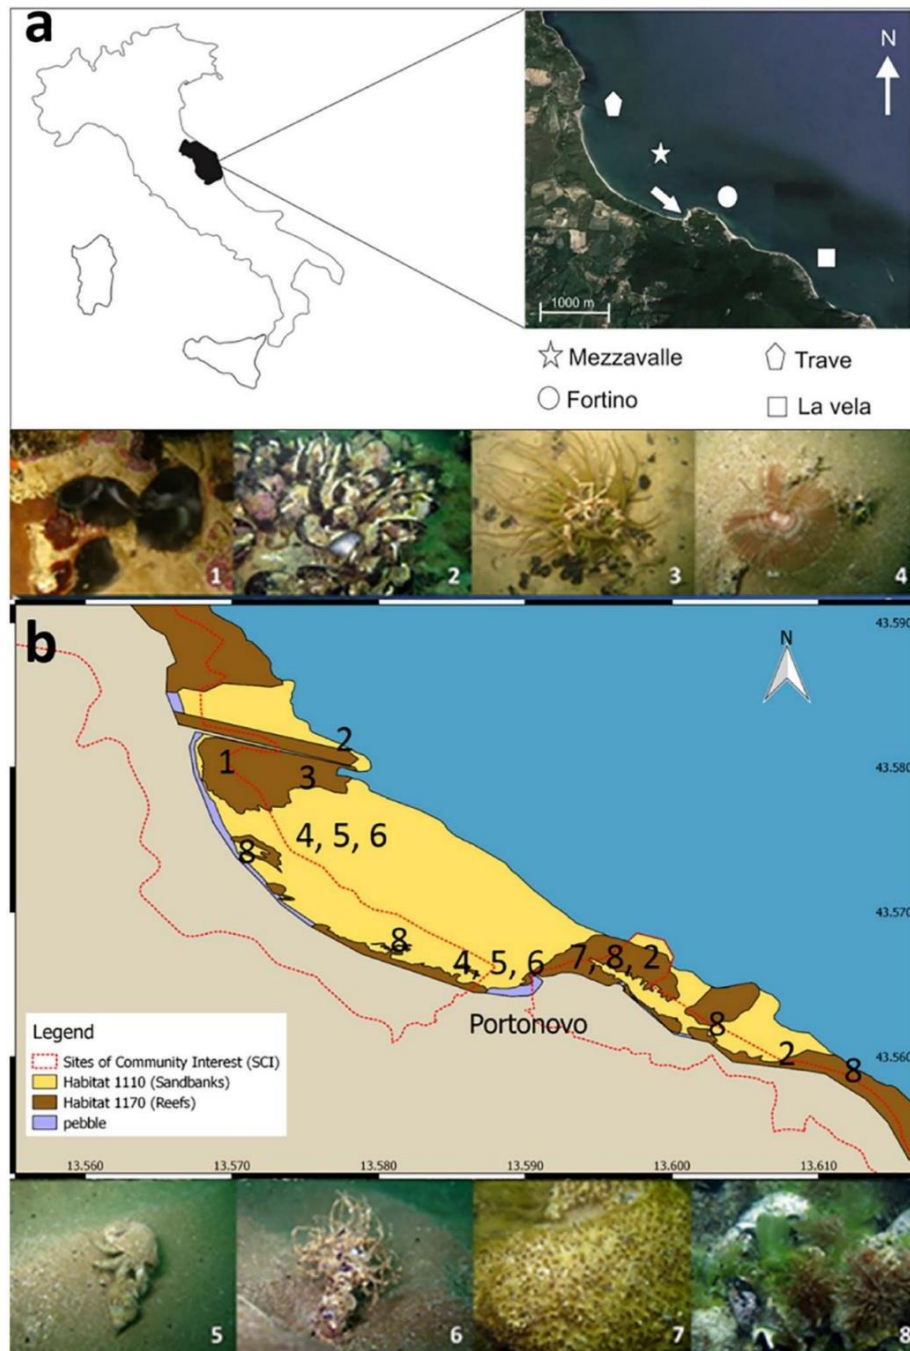 a
N
1000 m
Mezzavalle
Trave
Fortino
La vela
1
2
3
4
b
N
43.590
43.580
43.570
43.560
2
1
3
4, 5, 6
8
8
4, 5, 6
7, 8, 2
8
2
8
Portonovo
Legend
Sites of Community Interest (SCI)
Habitat 1110 (Sandbanks)
Habitat 1170 (Reefs)
pebble
13.560
13.570
13.580
13.590
13.600
13.610
5
6
7
8